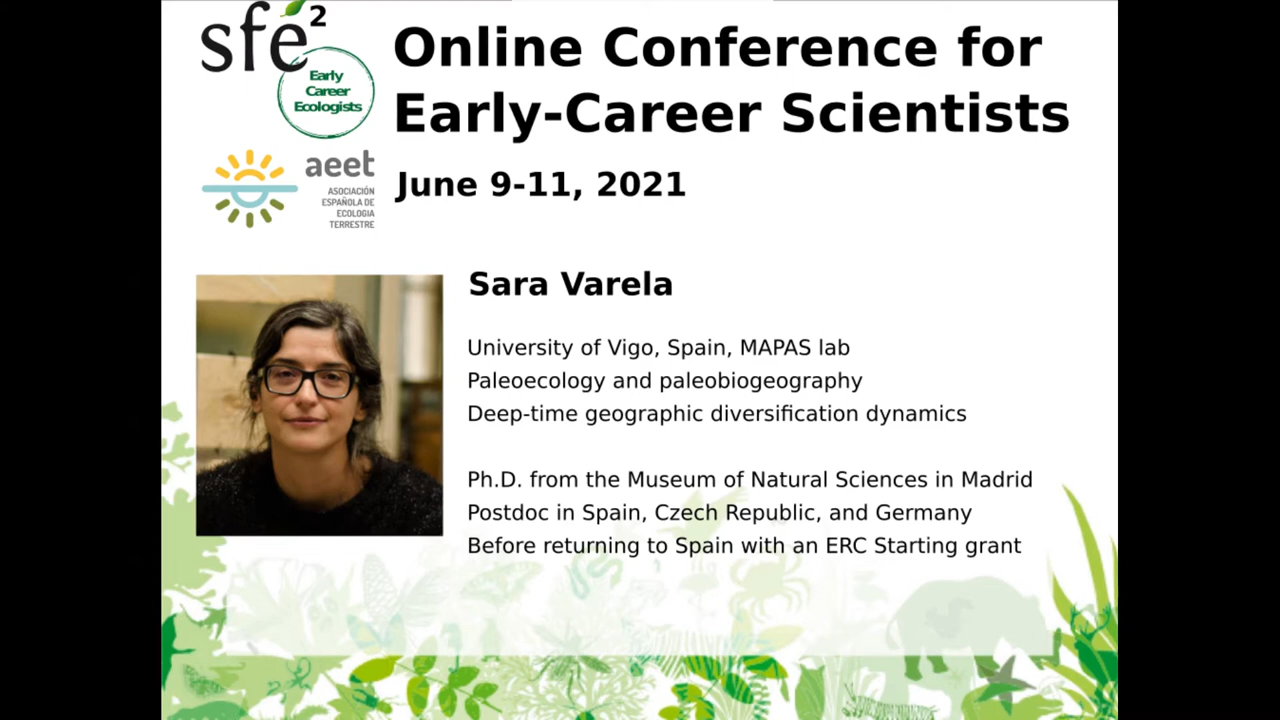 sfe²
Early
Career
Ecologists
aeet
ASOCIACIÓN
ESPAÑOLA DE
ECOLOGIA
TERRESTRE
Online Conference for
Early-Career Scientists
June 9-11, 2021
Sara Varela
University of Vigo, Spain, MAPAS lab
Paleoecology and paleobiogeography
Deep-time geographic diversification dynamics
Ph.D. from the Museum of Natural Sciences in Madrid
Postdoc in Spain, Czech Republic, and Germany
Before returning to Spain with an ERC Starting grant